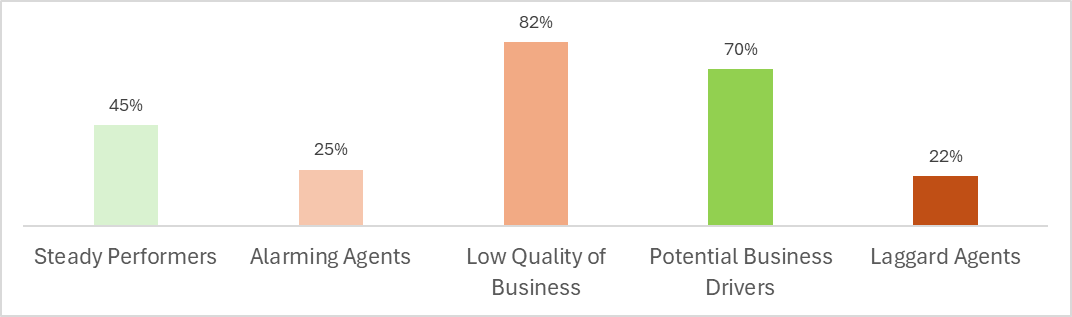 82%
70%
45%
25%
22%
Steady Performers
Alarming Agents
Low Quality of
Business
Potential Business
Drivers
Laggard Agents